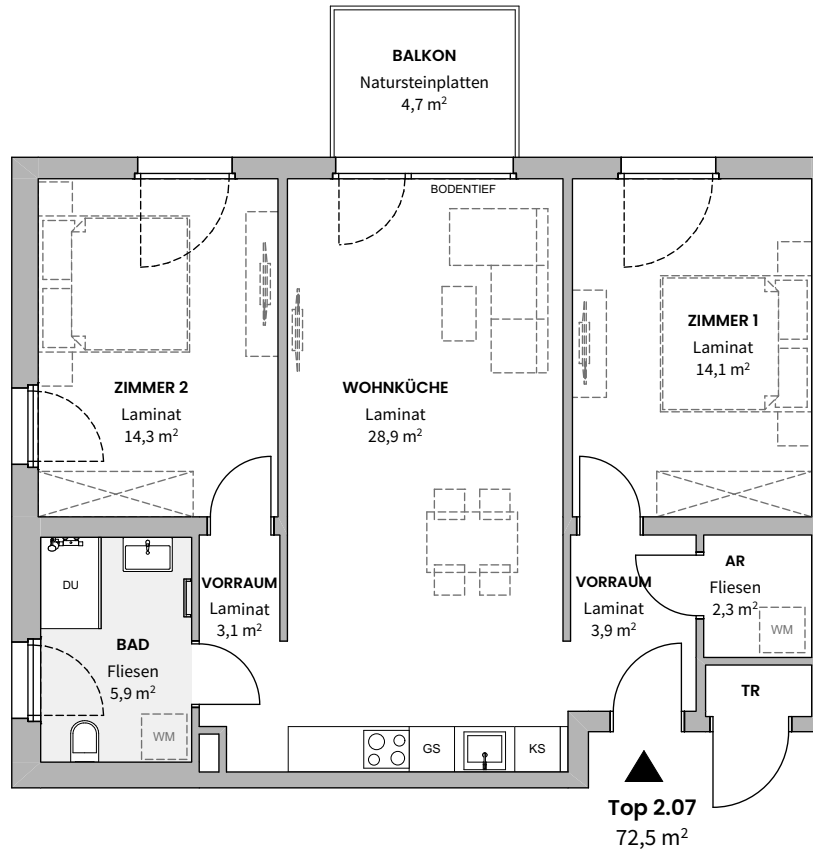 BALKON
Natursteinplatten
4,7 m²
BODENTIEF
ZIMMER 1
Laminat
14,1 m²
ZIMMER 2
Laminat
14,3 m²
WOHNKÜCHE
Laminat
28,9 m²
DU
VORRAUM
Laminat
3,1 m²
VORRAUM
Laminat
3,9 m²
AR
Fliesen
2,3 m²
WM
BAD
Fliesen
5,9 m²
WM
TR
GS
KS
Top 2.07
72,5 m²